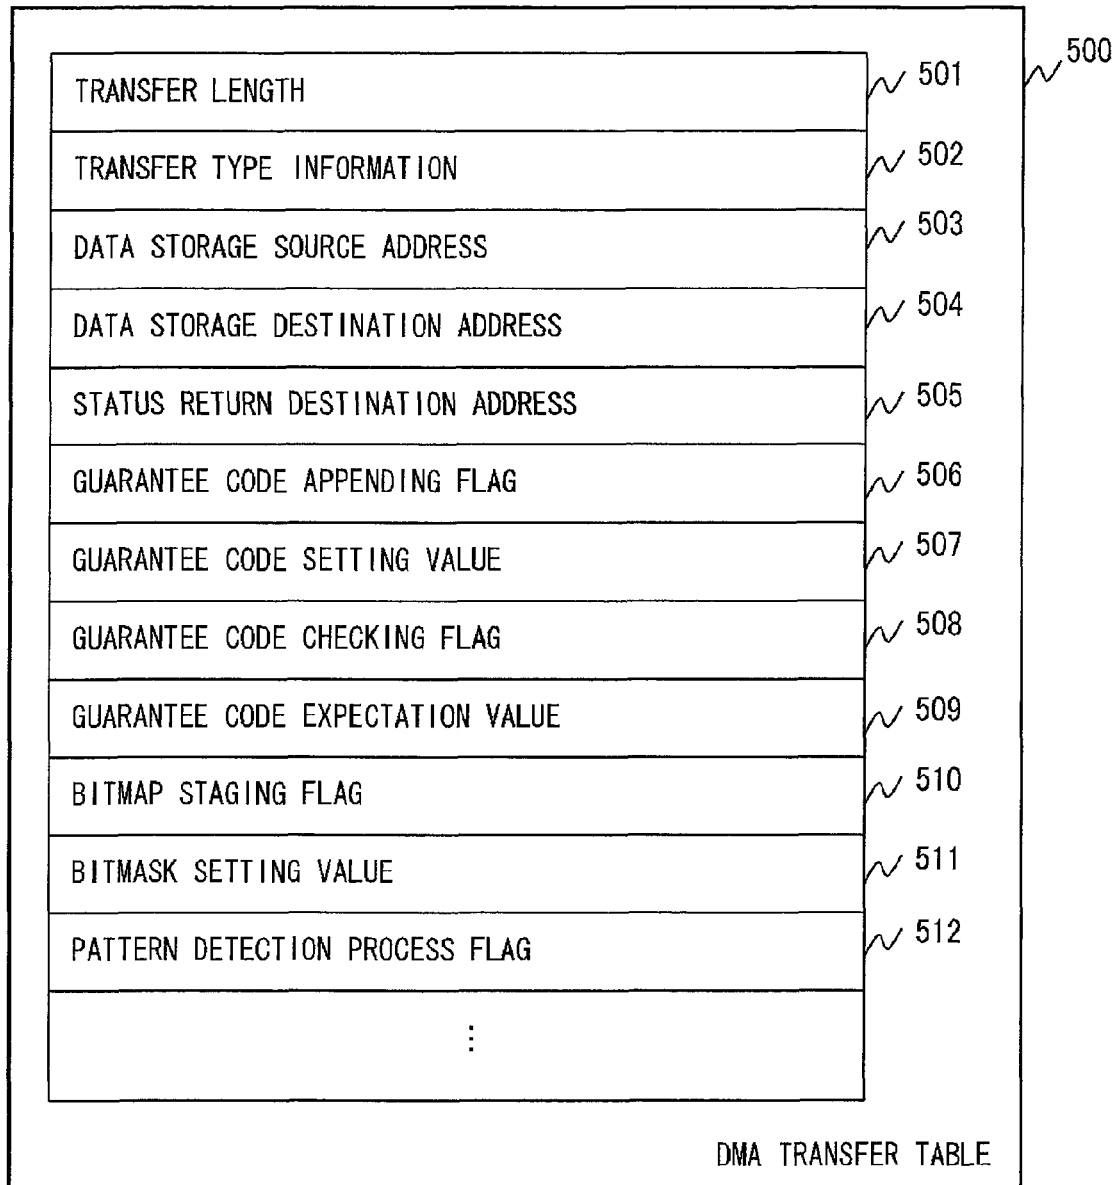 500
TRANSFER LENGTH 501
TRANSFER TYPE INFORMATION 502
DATA STORAGE SOURCE ADDRESS 503
DATA STORAGE DESTINATION ADDRESS 504
STATUS RETURN DESTINATION ADDRESS 505
GUARANTEE CODE APPENDING FLAG 506
GUARANTEE CODE SETTING VALUE 507
GUARANTEE CODE CHECKING FLAG 508
GUARANTEE CODE EXPECTATION VALUE 509
BITMAP STAGING FLAG 510
BITMASK SETTING VALUE 511
PATTERN DETECTION PROCESS FLAG 512
⋮
DMA TRANSFER TABLE